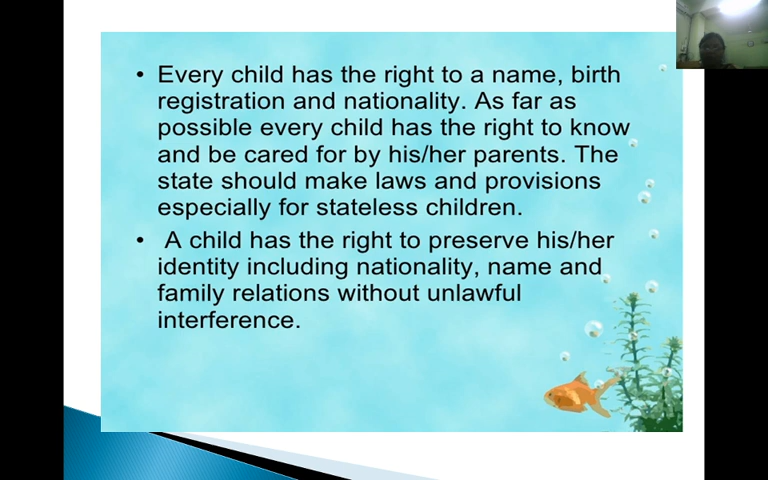 • Every child has the right to a name, birth
registration and nationality. As far as
possible every child has the right to know
and be cared for by his/her parents. The
state should make laws and provisions
especially for stateless children.
• A child has the right to preserve his/her
identity including nationality, name and
family relations without unlawful
interference.